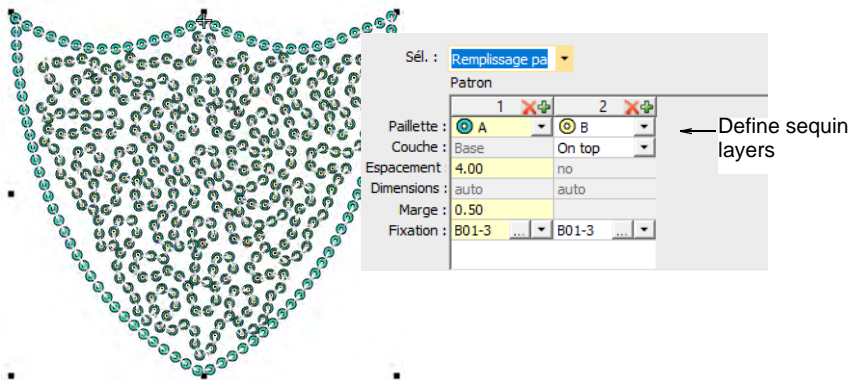 Sél. : Remplissage pa
Patron
1 2
Paillette : A B
Couche : Base On top
Espacement 4.00 no
Dimensions : auto auto
Marge : 0.50
Fixation : B01-3 ... B01-3 ...
Define sequin
layers